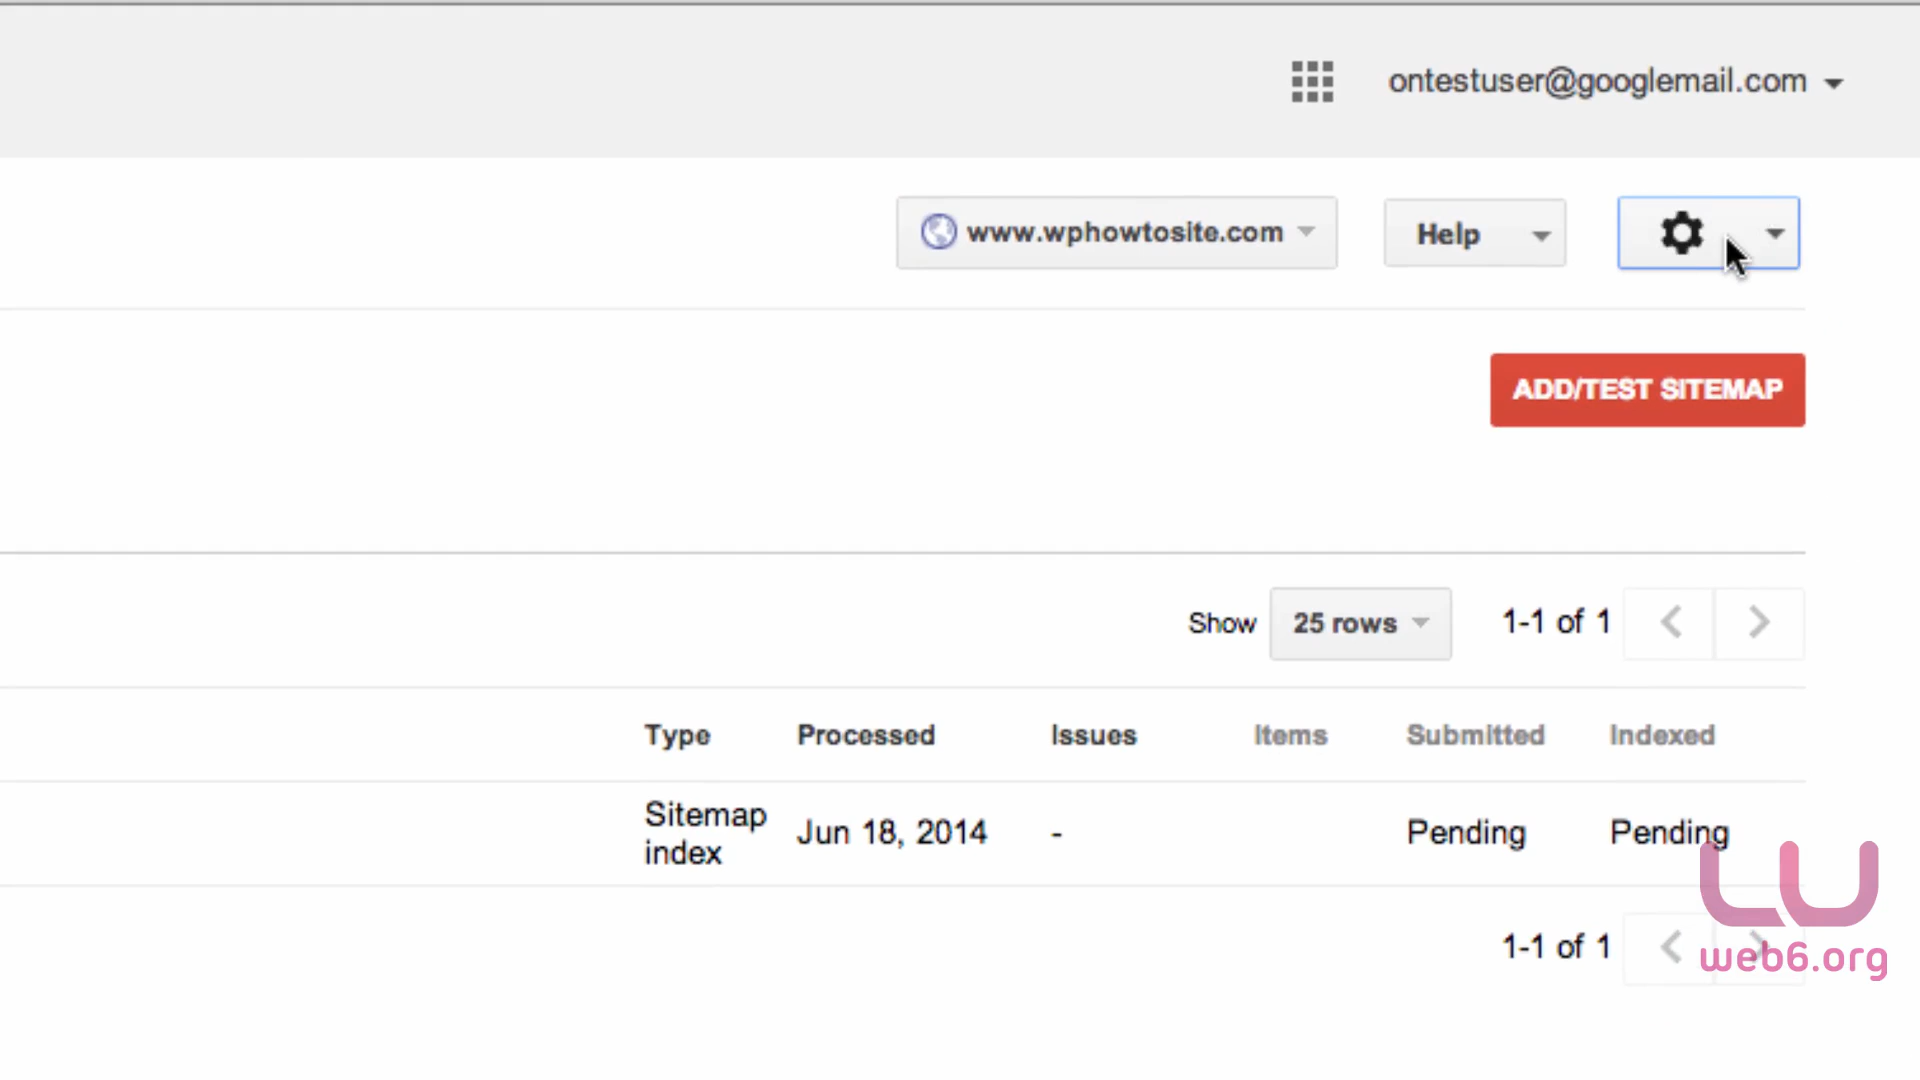 ontestuser@googlemail.com
www.wphowtosite.com Help
ADD/TEST SITEMAP
Show 25 rows 1-1 of 1
Type Processed Issues Items Submitted Indexed
Sitemap index Jun 18, 2014 - Pending Pending
1-1 of 1
web6.org